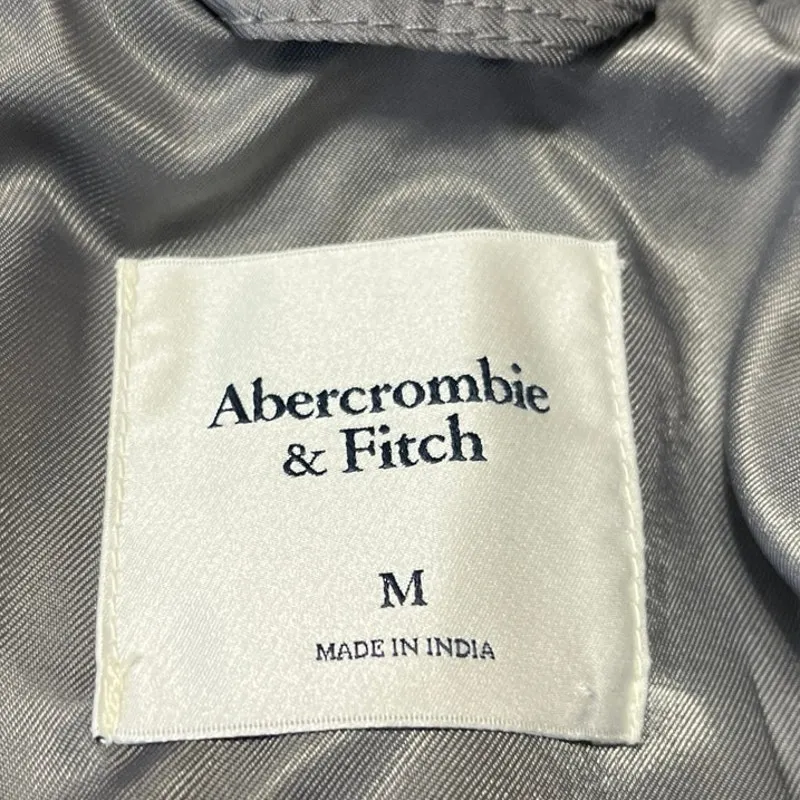 Abercrombie
& Fitch
M
MADE IN INDIA